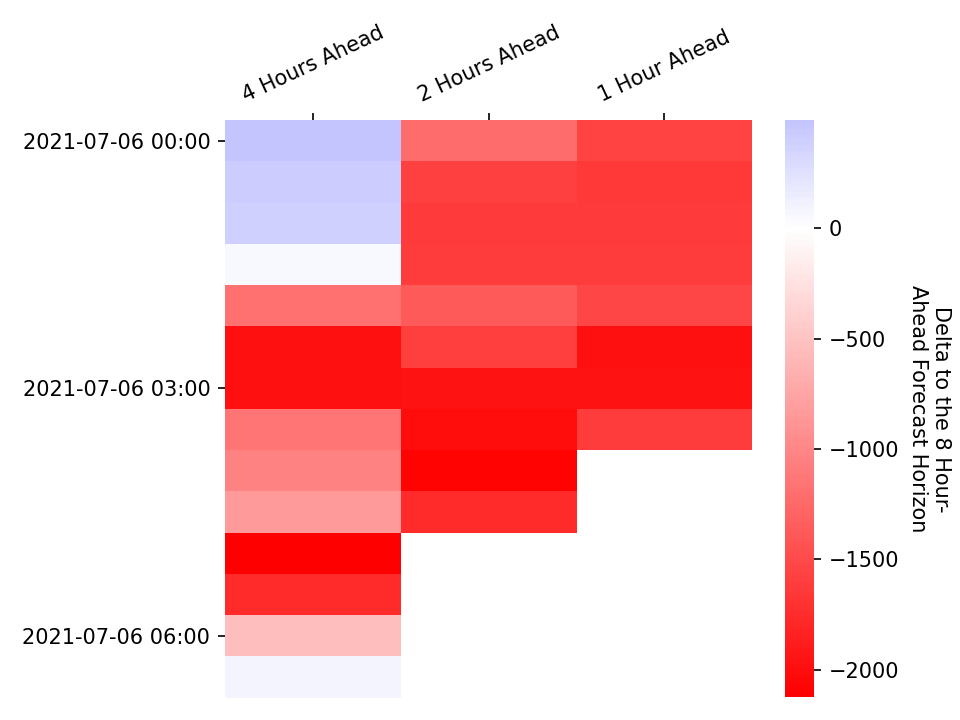 4 Hours Ahead
2 Hours Ahead
1 Hour Ahead
2021-07-06 00:00
2021-07-06 03:00
2021-07-06 06:00
0
−500
−1000
−1500
−2000
Delta to the 8 Hour-
Ahead Forecast Horizon